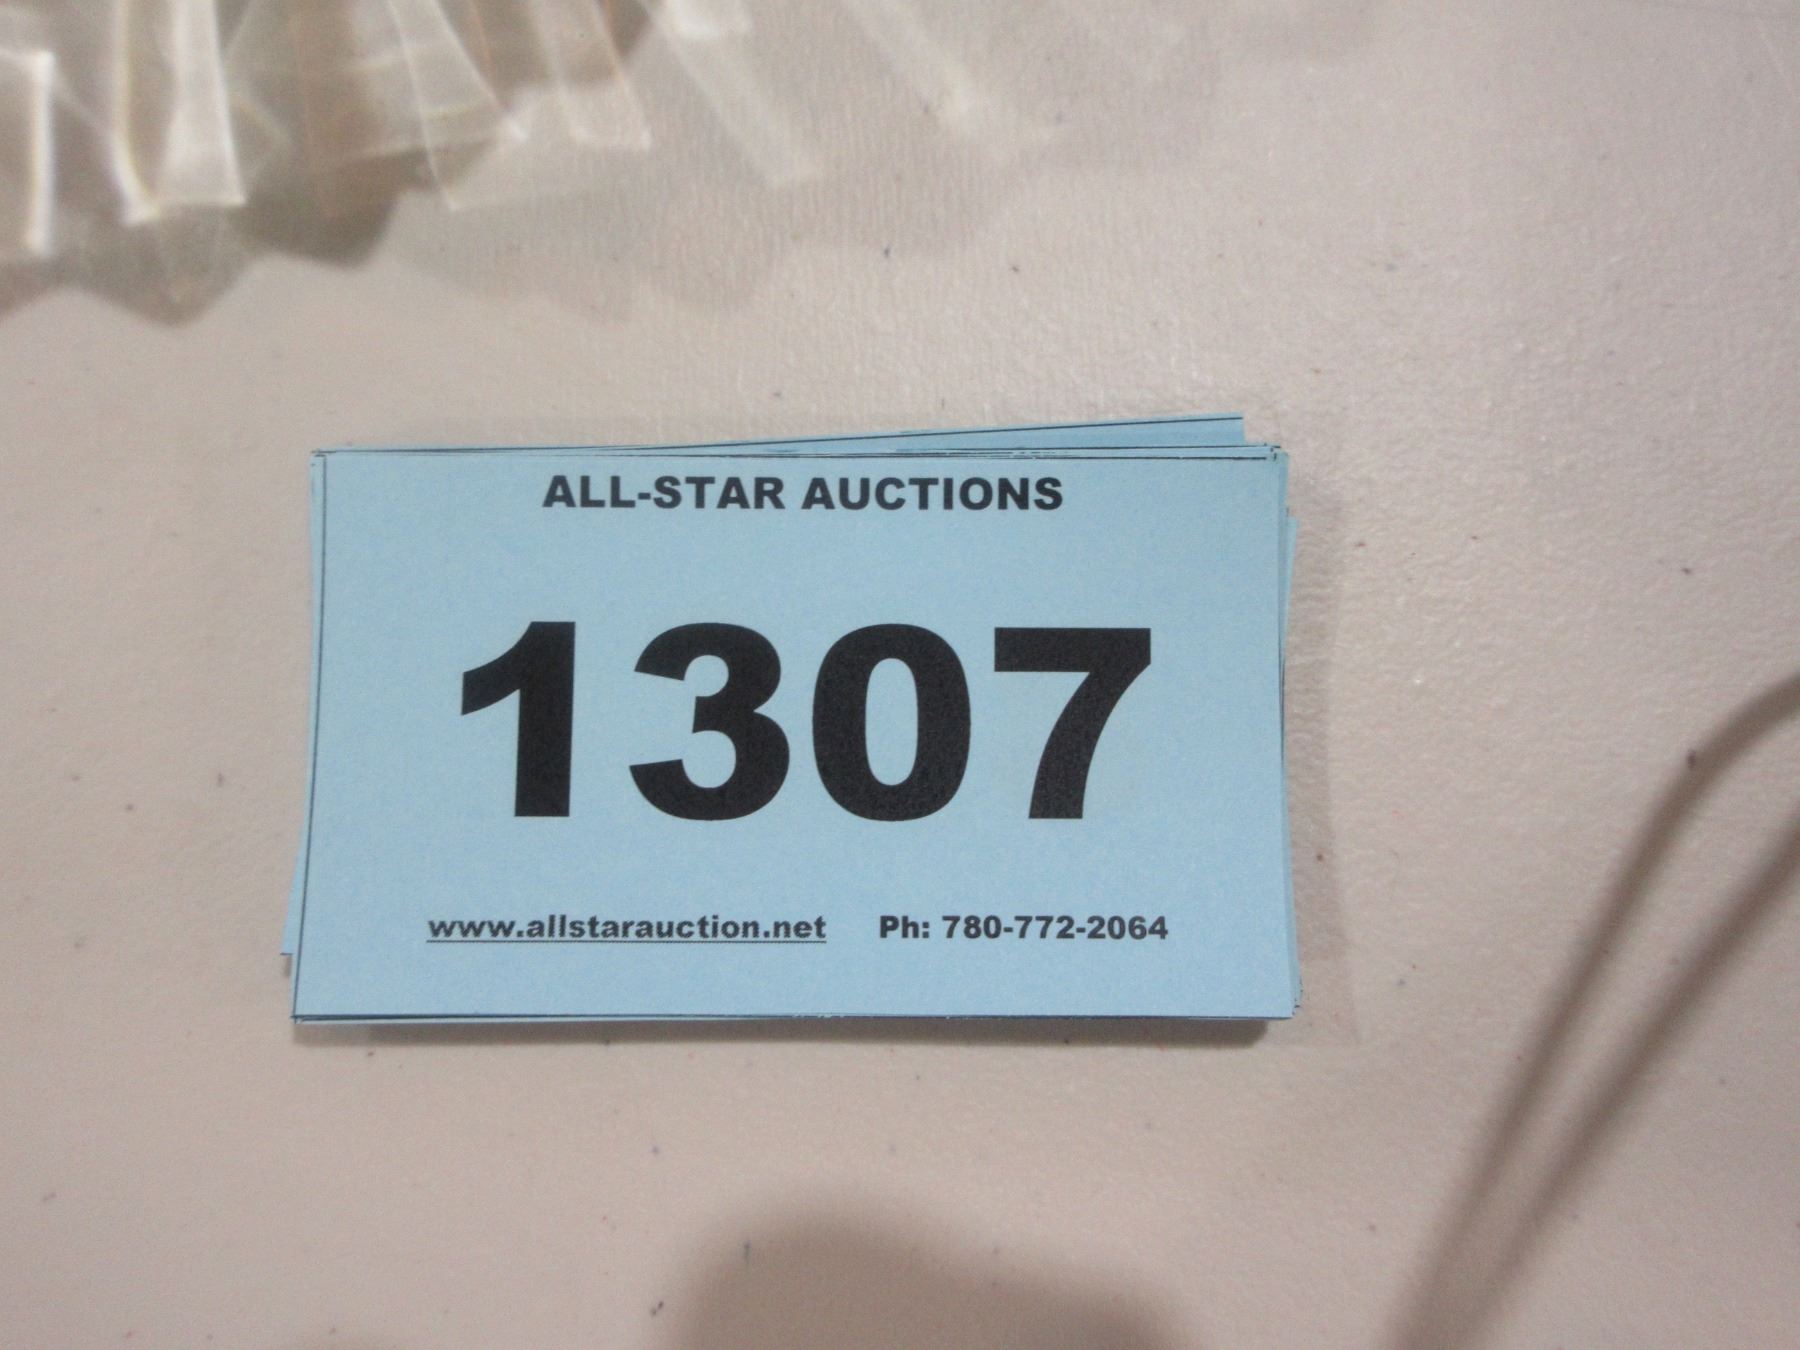 ALL-STAR AUCTIONS
1307
www.allstarauction.net Ph: 780-772-2064